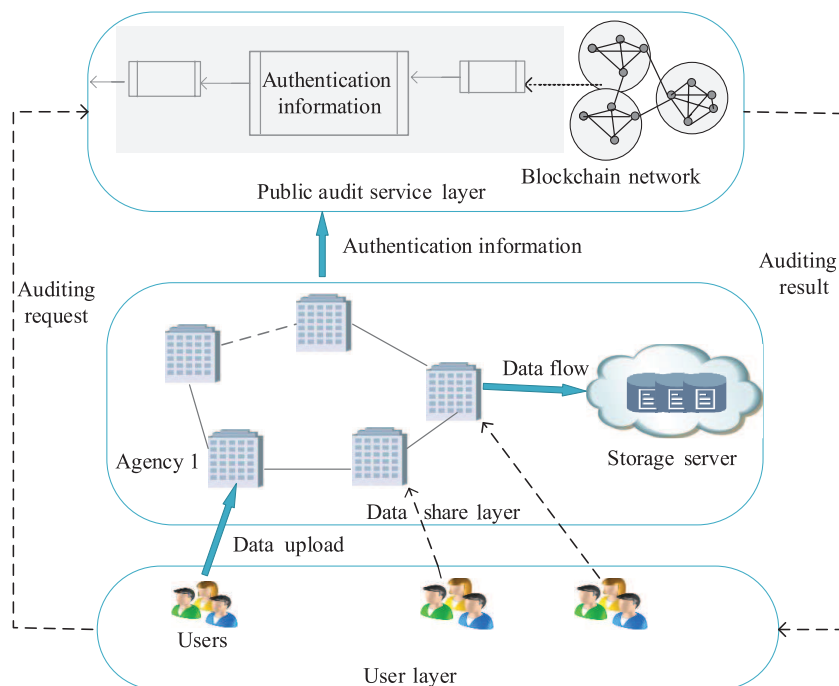 Authentication
information
Blockchain network
Public audit service layer
Authentication information
Auditing
request
Auditing
result
Data flow
Agency 1
Storage server
Data share layer
Data upload
Users
User layer